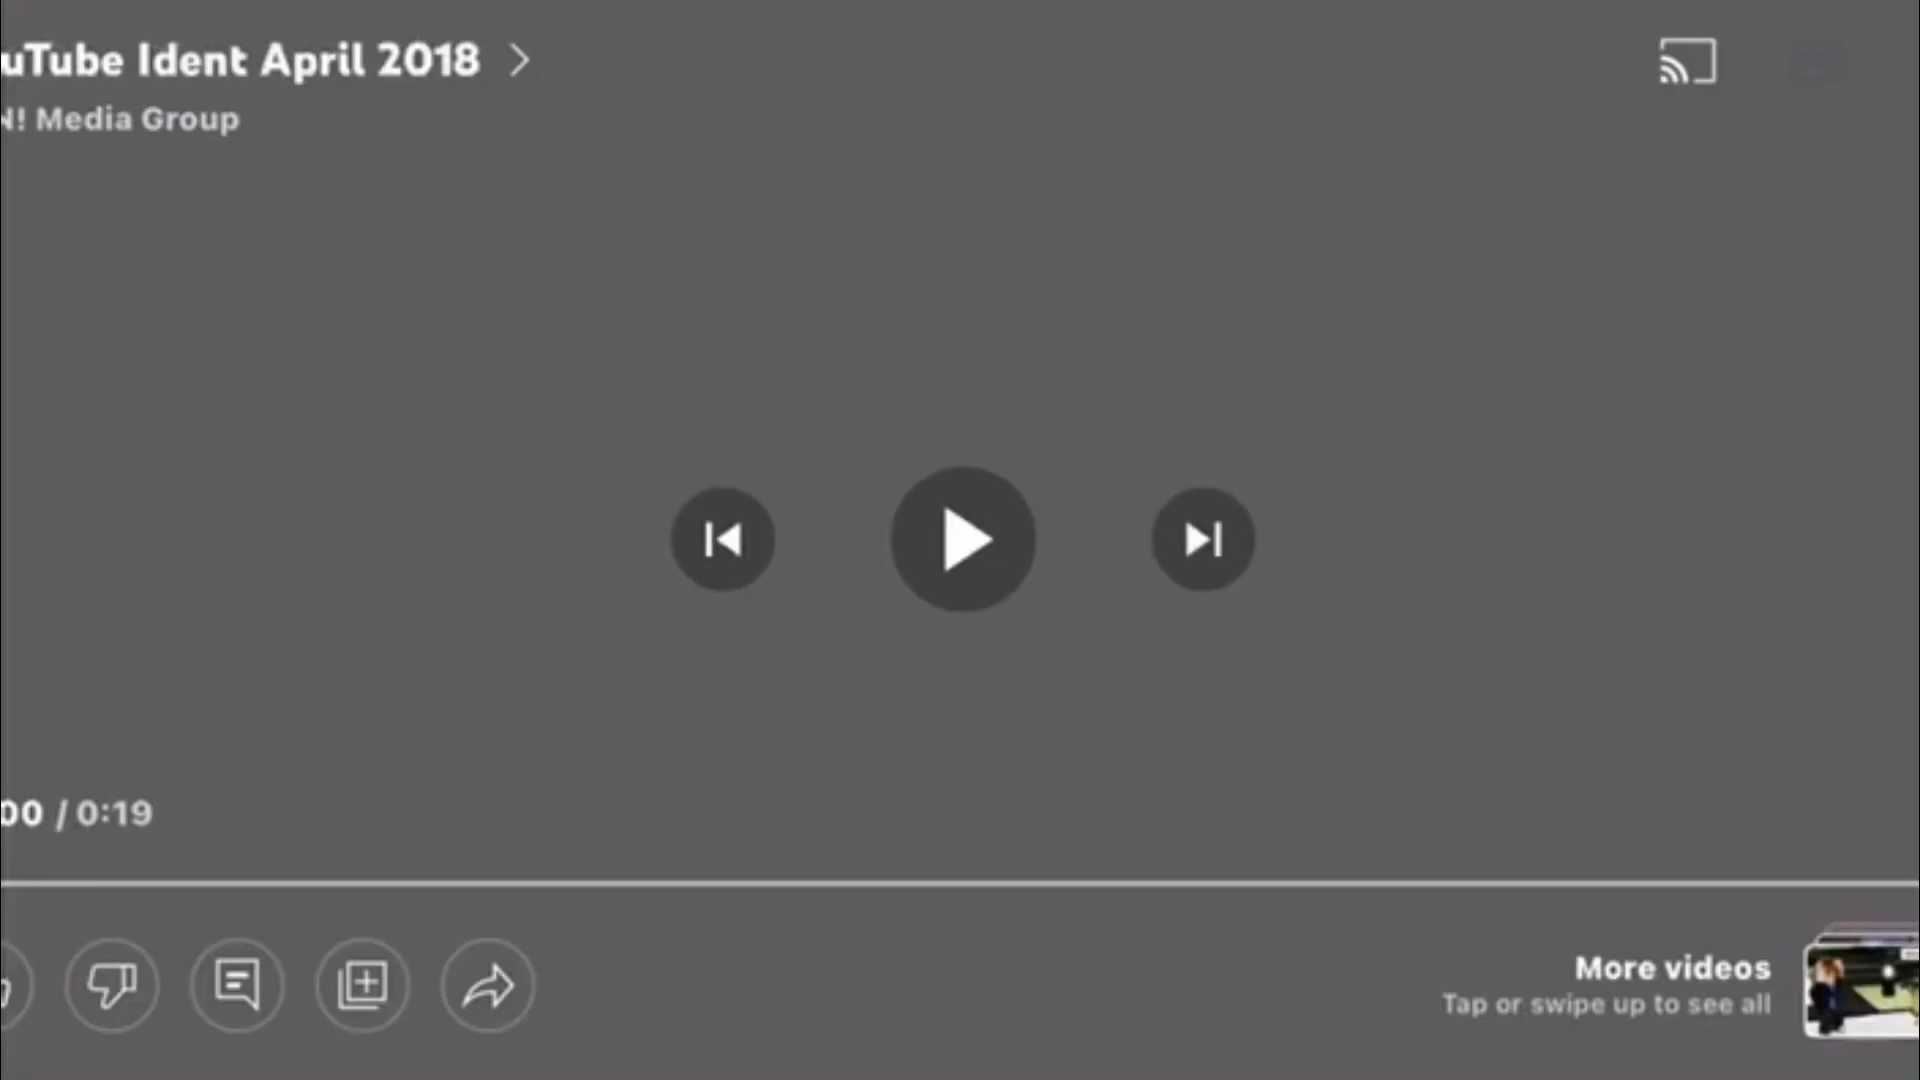 uTube Ident April 2018
N! Media Group
00 / 0:19
More videos
Tap or swipe up to see all